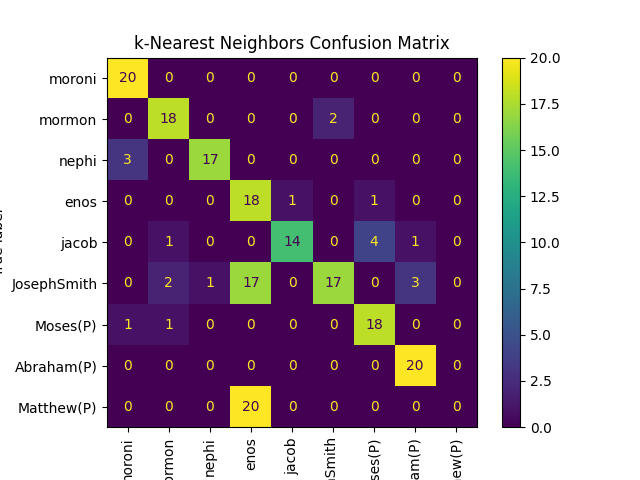 k-Nearest Neighbors Confusion Matrix
moroni 20 0 0 0 0 0 0 0 0
mormon 0 18 0 0 0 2 0 0 0
nephi 3 0 17 0 0 0 0 0 0
enos 0 0 0 18 1 0 1 0 0
jacob 0 1 0 0 14 0 4 1 0
JosephSmith 0 2 1 17 0 17 0 3 0
Moses(P) 1 1 0 0 0 0 18 0 0
Abraham(P) 0 0 0 0 0 0 0 20 0
Matthew(P) 0 0 0 20 0 0 0 0 0
noroni
ormon
nephi
enos
jacob
nSmith
ses(P)
am(P)
ew(P)
20.0
17.5
15.0
12.5
10.0
7.5
5.0
2.5
0.0